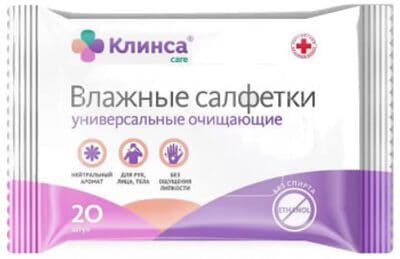 Клинса®
care
Влажные салфетки
универсальные очищающие
НЕЙТРАЛЬНЫЙ
АРОМАТ
ДЛЯ РУК,
ЛИЦА, ТЕЛА
БЕЗ
ОЩУЩЕНИЯ
ЛИПКОСТИ
БЕЗ СПИРТА
ETHANOL
20
штук